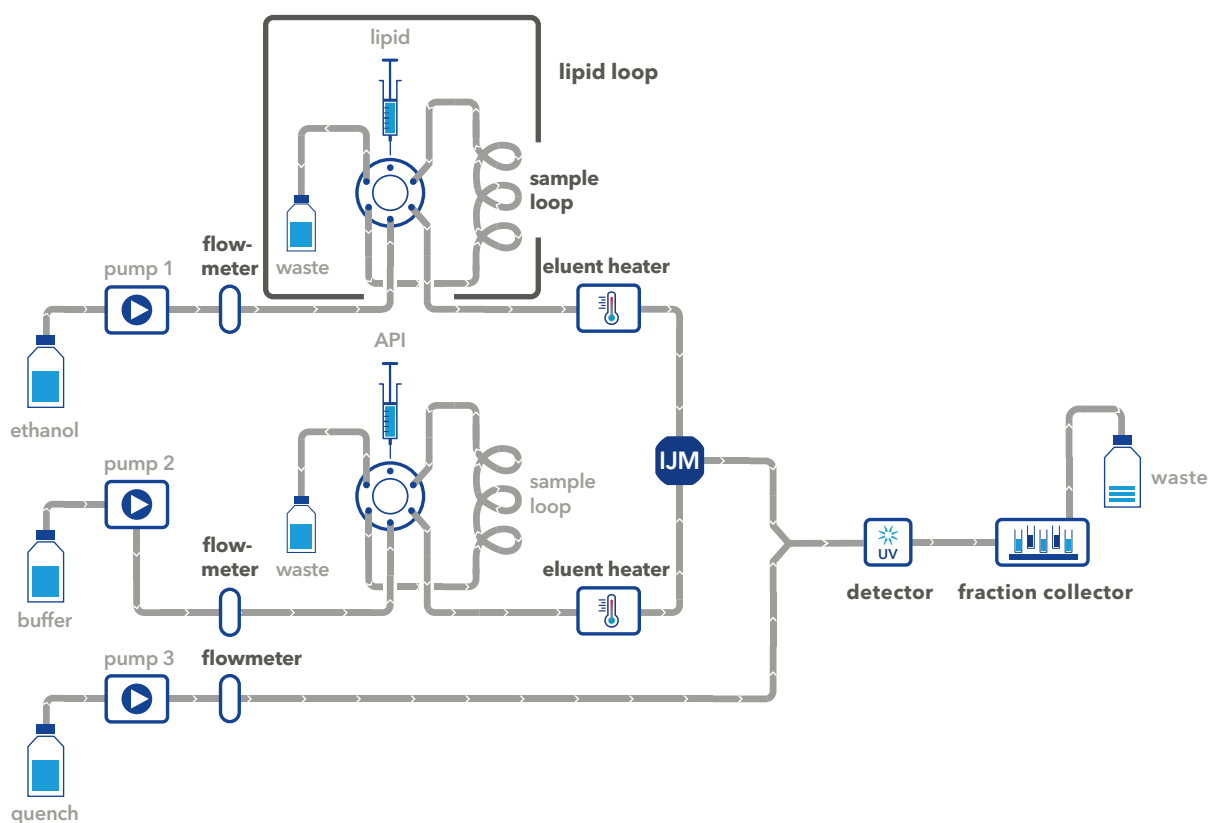 lipid
lipid loop
sample
loop
flow-
meter
waste
pump 1
eluent heater
ethanol
API
pump 2
IJM
sample
loop
waste
flow-
meter
waste
eluent heater
UV
detector
fraction collector
buffer
pump 3
flowmeter
quench